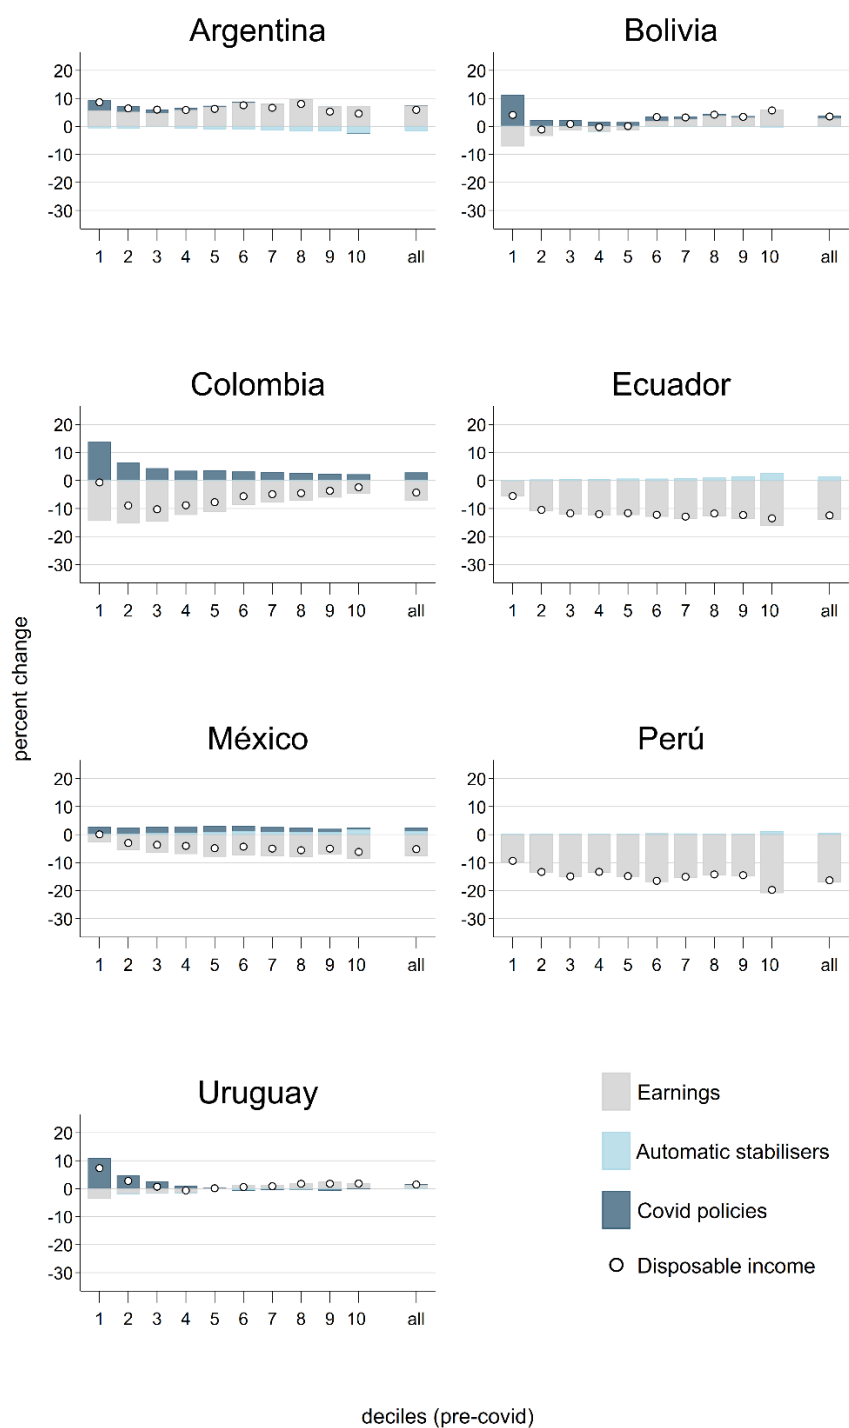 Argentina
20
10
0
-10
-20
-30
1 2 3 4 5 6 7 8 9 10 all
Bolivia
20
10
0
-10
-20
-30
1 2 3 4 5 6 7 8 9 10 all
Colombia
20
10
0
-10
-20
-30
1 2 3 4 5 6 7 8 9 10 all
Ecuador
20
10
0
-10
-20
-30
1 2 3 4 5 6 7 8 9 10 all
percent change
México
20
10
0
-10
-20
-30
1 2 3 4 5 6 7 8 9 10 all
Perú
20
10
0
-10
-20
-30
1 2 3 4 5 6 7 8 9 10 all
Uruguay
20
10
0
-10
-20
-30
1 2 3 4 5 6 7 8 9 10 all
Earnings
Automatic stabilisers
Covid policies
Disposable income
deciles (pre-covid)